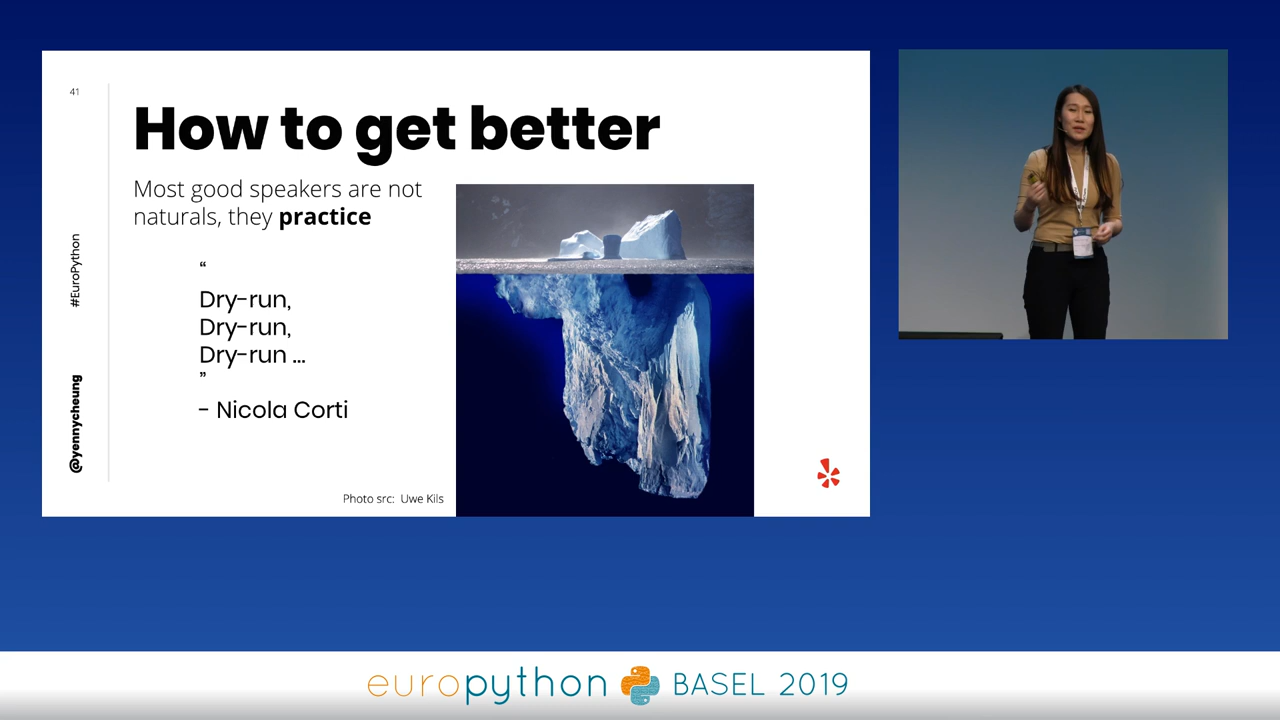 41
How to get better
Most good speakers are not
naturals, they practice
“
Dry-run,
Dry-run,
Dry-run ...
”
- Nicola Corti
#EuroPython
@yennycheung
Photo src: Uwe Kils
europython BASEL 2019